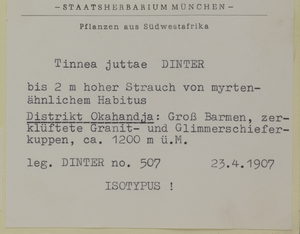 -STAATSHERBARIUM MÜNCHEN-
Pflanzen aus Südwestafrika
Tinnea juttae DINTER
bis 2 m hoher Strauch von myrten-
ähnlichem Habitus
Distrikt Okahandja: Groß Barmen, zer-
klüftete Granit- und Glimmerschiefer-
kuppen, ca. 1200 m ü.M.
leg. DINTER no. 507 23.4.1907
ISOTYPUS !